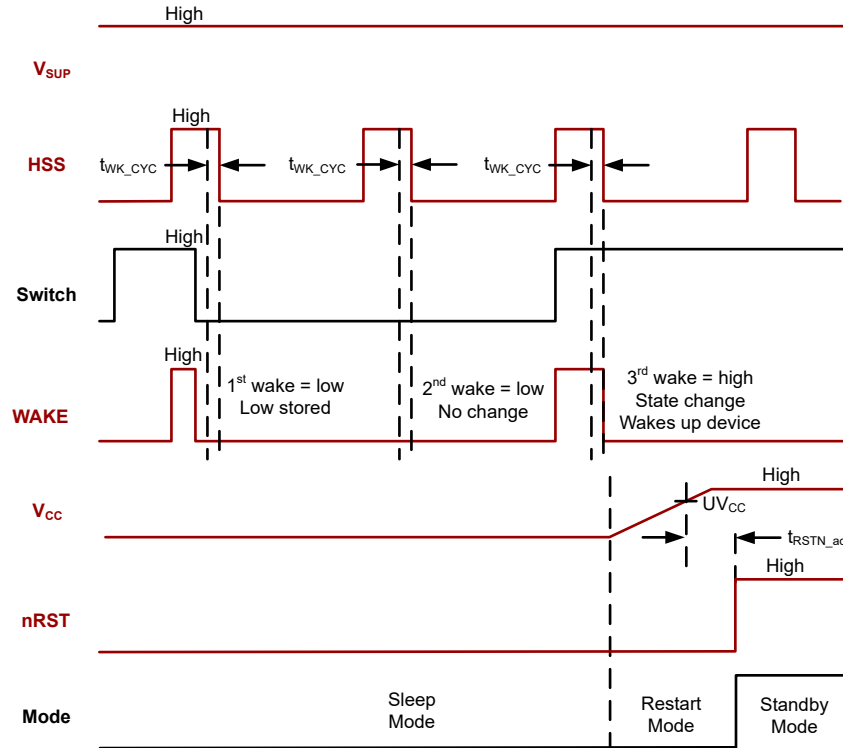 High
VSUP
High
HSS
tWK_CYC
tWK_CYC
tWK_CYC
High
Switch
High
WAKE
1st wake = low
Low stored
2nd wake = low
No change
3rd wake = high
State change
Wakes up device
VCC
High
UVCC
tRSTN_ac
nRST
High
Mode
Sleep
Mode
Restart
Mode
Standby
Mode